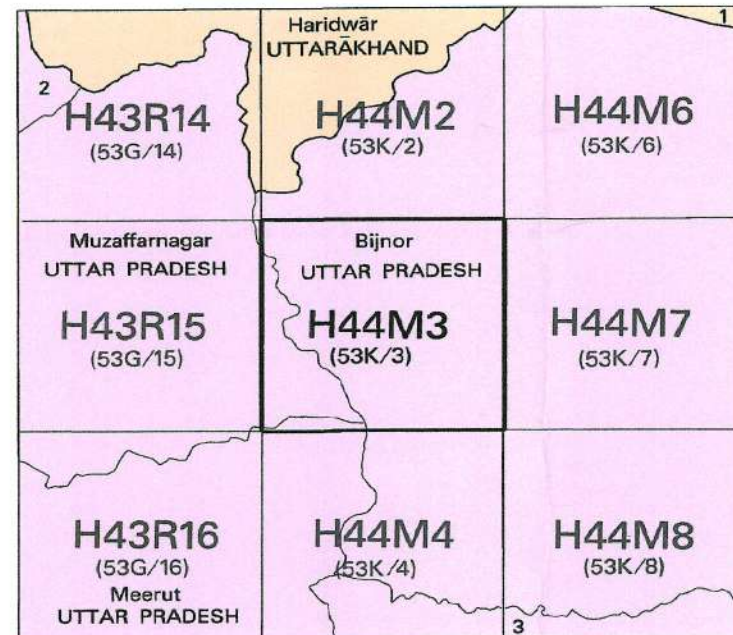 Haridwār
UTTARĀKHAND
1
2
H43R14
(53G/14)
H44M2
(53K/2)
H44M6
(53K/6)
Muzaffarnagar
UTTAR PRADESH
H43R15
(53G/15)
Bijnor
UTTAR PRADESH
H44M3
(53K/3)
H44M7
(53K/7)
H43R16
(53G/16)
Meerut
UTTAR PRADESH
H44M4
(53K/4)
H44M8
(53K/8)
3